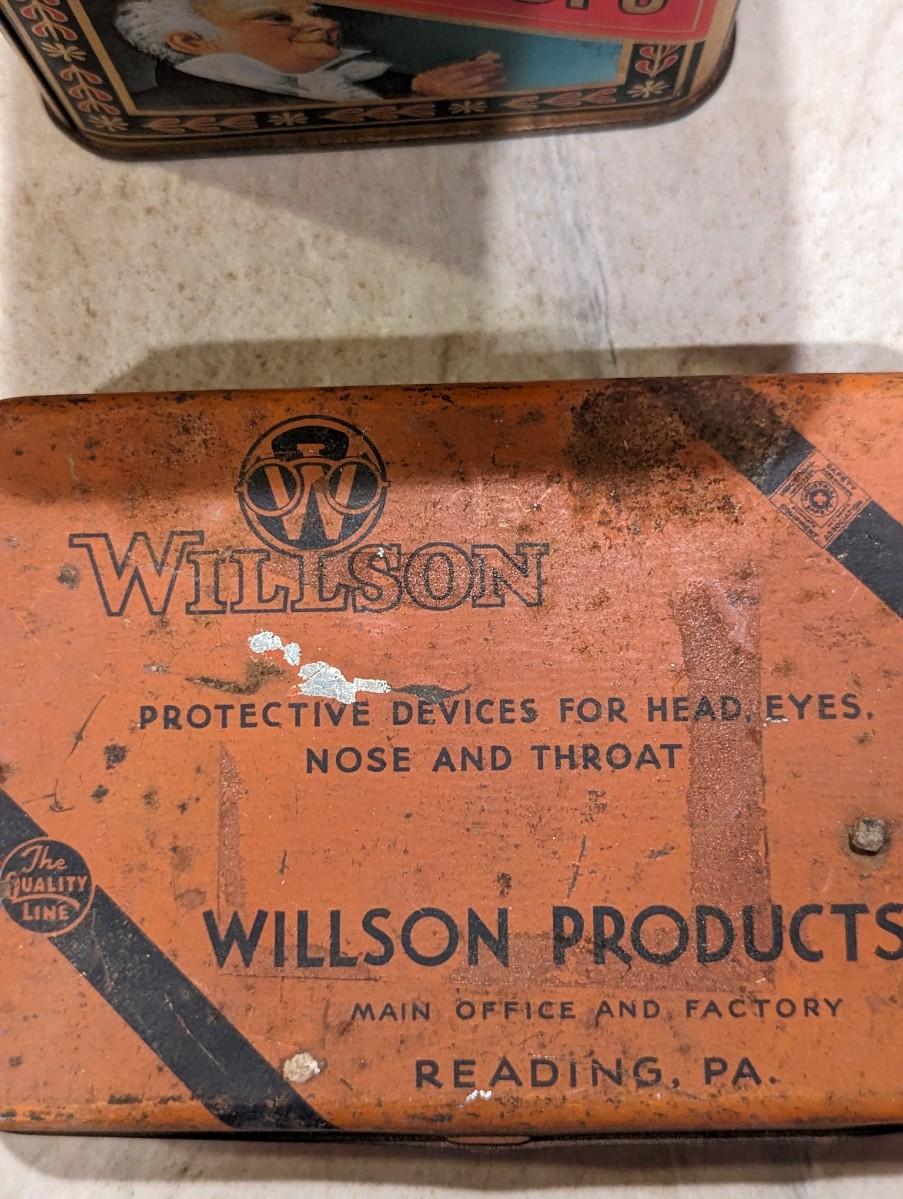 W
WILLSON
PROTECTIVE DEVICES FOR HEAD, EYES,
NOSE AND THROAT
The
QUALITY
LINE
WILLSON PRODUCTS
MAIN OFFICE AND FACTORY
READING, PA.